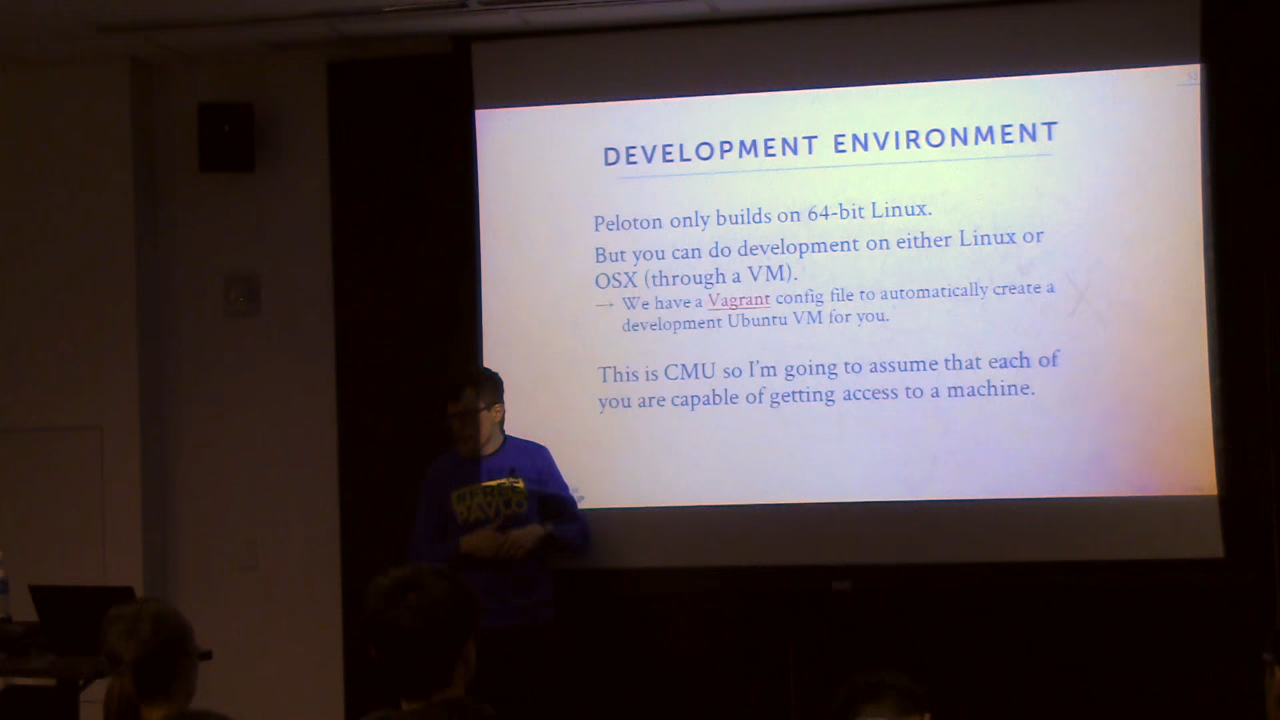 DEVELOPMENT ENVIRONMENT
Peloton only builds on 64-bit Linux.
But you can do development on either Linux or
OSX (through a VM).
→ We have a Vagrant config file to automatically create a
development Ubuntu VM for you.
This is CMU so I'm going to assume that each of
you are capable of getting access to a machine.
#FREE
PAVLO